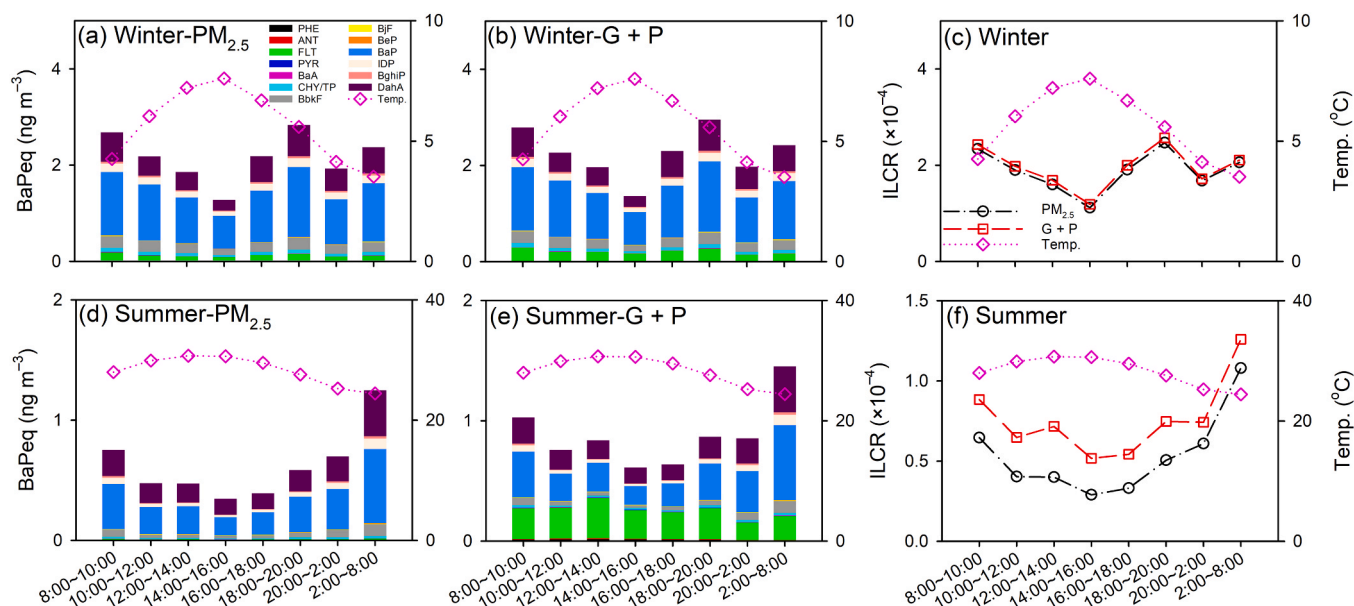 (a) Winter-PM2.5
PHE
ANT
FLT
PYR
BaA
CHY/TP
BbkF
BjF
BeP
BaP
IDP
BghiP
DahA
Temp.
BaPeq (ng m⁻³)
4
2
0
10
5
0
(b) Winter-G + P
4
2
0
10
5
0
(c) Winter
PM2.5
G + P
Temp.
ILCR (×10⁻⁴)
4
2
0
10
5
0
Temp. (°C)
(d) Summer-PM2.5
BaPeq (ng m⁻³)
2
1
0
40
20
0
8:00~10:00
10:00~12:00
12:00~14:00
14:00~16:00
16:00~18:00
18:00~20:00
20:00~2:00
2:00~8:00
(e) Summer-G + P
2
1
0
40
20
0
8:00~10:00
10:00~12:00
12:00~14:00
14:00~16:00
16:00~18:00
18:00~20:00
20:00~2:00
2:00~8:00
(f) Summer
ILCR (×10⁻⁴)
1.5
1.0
0.5
0
40
20
0
Temp. (°C)
8:00~10:00
10:00~12:00
12:00~14:00
14:00~16:00
16:00~18:00
18:00~20:00
20:00~2:00
2:00~8:00